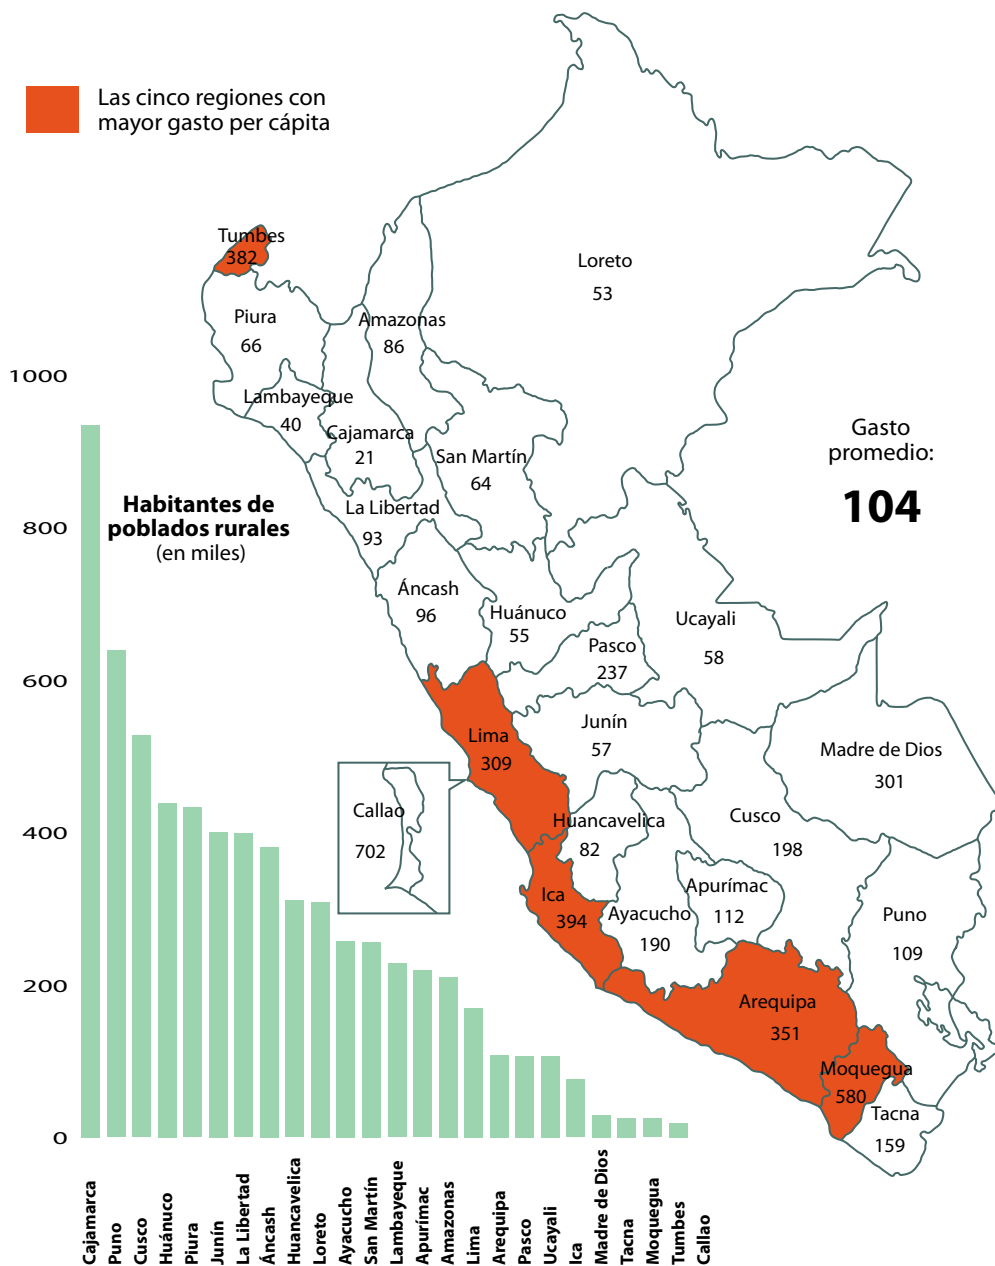 Las cinco regiones con
mayor gasto per cápita
Tumbes
382
Loreto
53
Piura
66
Amazonas
86
Lambayeque
40
Cajamarca
21
San Martín
64
La Libertad
93
Gasto
promedio:
104
Áncash
96
Huánuco
55
Pasco
237
Ucayali
58
Lima
309
Junín
57
Madre de Dios
301
Callao
702
Huancavelica
82
Cusco
198
Ica
394
Ayacucho
190
Apurímac
112
Puno
109
Arequipa
351
Moquegua
580
Tacna
159
Habitantes de
poblados rurales
(en miles)
1000
800
600
400
200
0
Cajamarca
Puno
Cusco
Huánuco
Piura
Junín
La Libertad
Áncash
Huancavelica
Loreto
Ayacucho
San Martín
Lambayeque
Apurímac
Amazonas
Lima
Arequipa
Pasco
Ucayali
Ica
Madre de Dios
Tacna
Moquegua
Tumbes
Callao